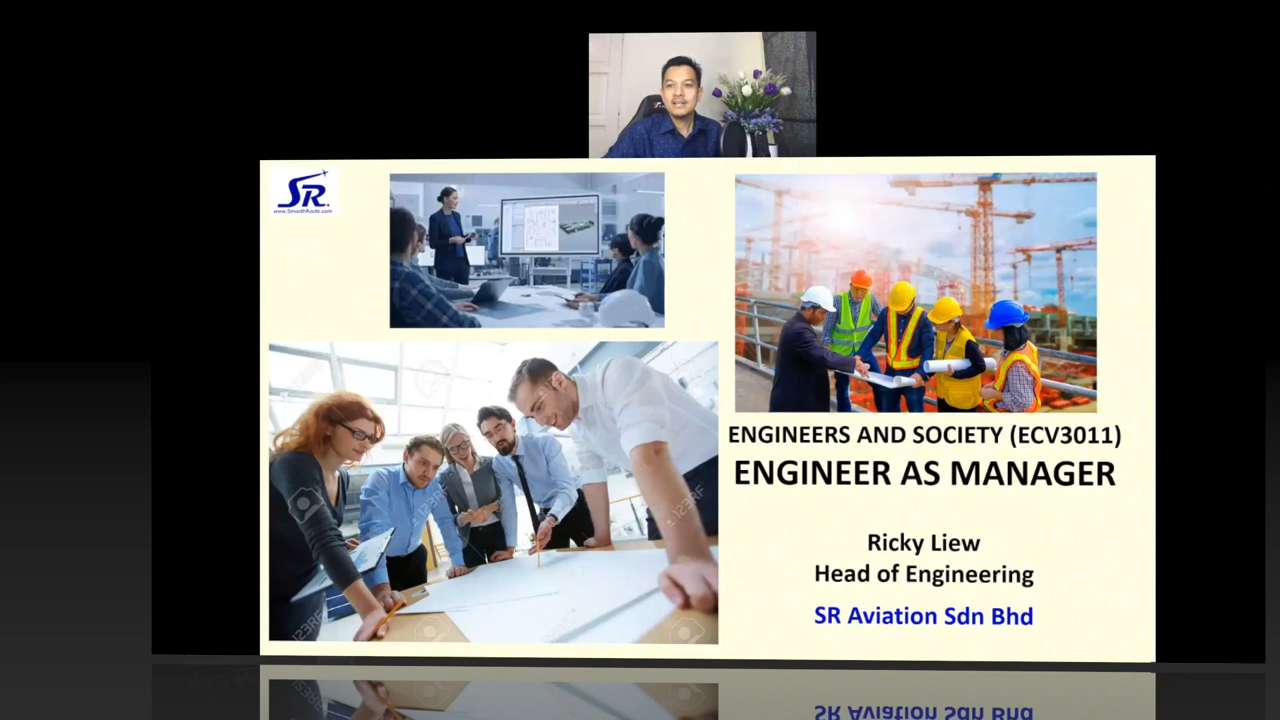 SR.
www.SmoothRoute.com
123RF
ENGINEERS AND SOCIETY (ECV3011)
ENGINEER AS MANAGER
Ricky Liew
Head of Engineering
SR Aviation Sdn Bhd